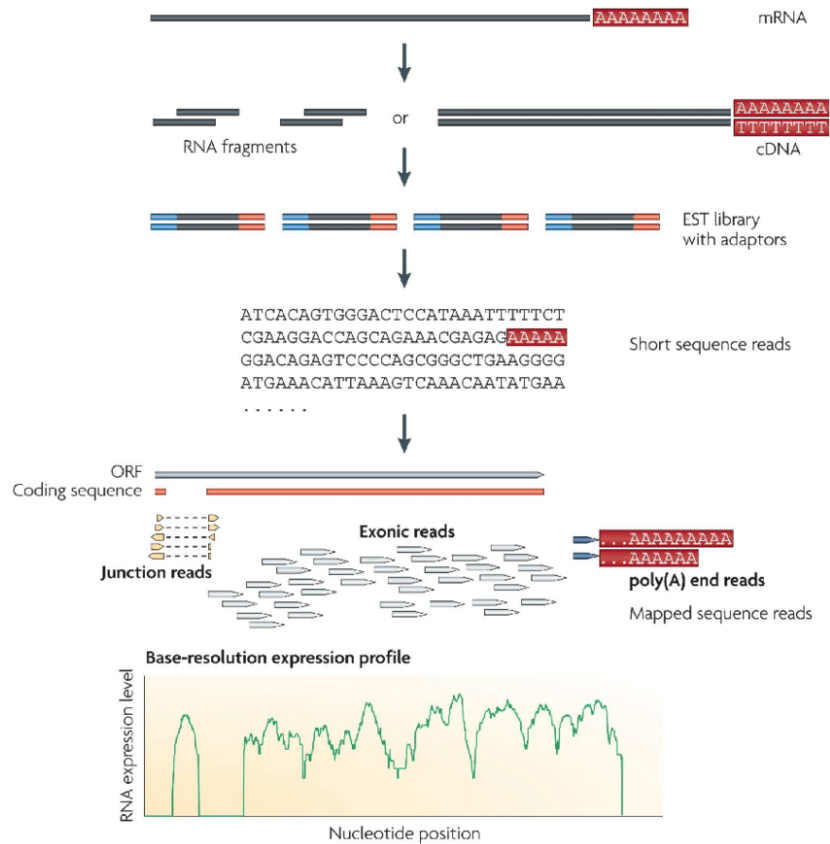 AAAAAAAA
mRNA
RNA fragments
or
AAAAAAAA
TTTTTTTT
cDNA
EST library
with adaptors
ATCACAGTGGGACTCCATAAATTTTTCT
CGAAGGACCAGCAGAAACGAGAGAAAAA
GGACAGAGTCCCCAGCGGGCTGAAGGGG
ATGAAACATTAAAGTCAAACAATATGAA
. . . . . .
Short sequence reads
ORF
Coding sequence
Junction reads
Exonic reads
...AAAAAAAAA
...AAAAAA
poly(A) end reads
Mapped sequence reads
Base-resolution expression profile
RNA expression level
Nucleotide position